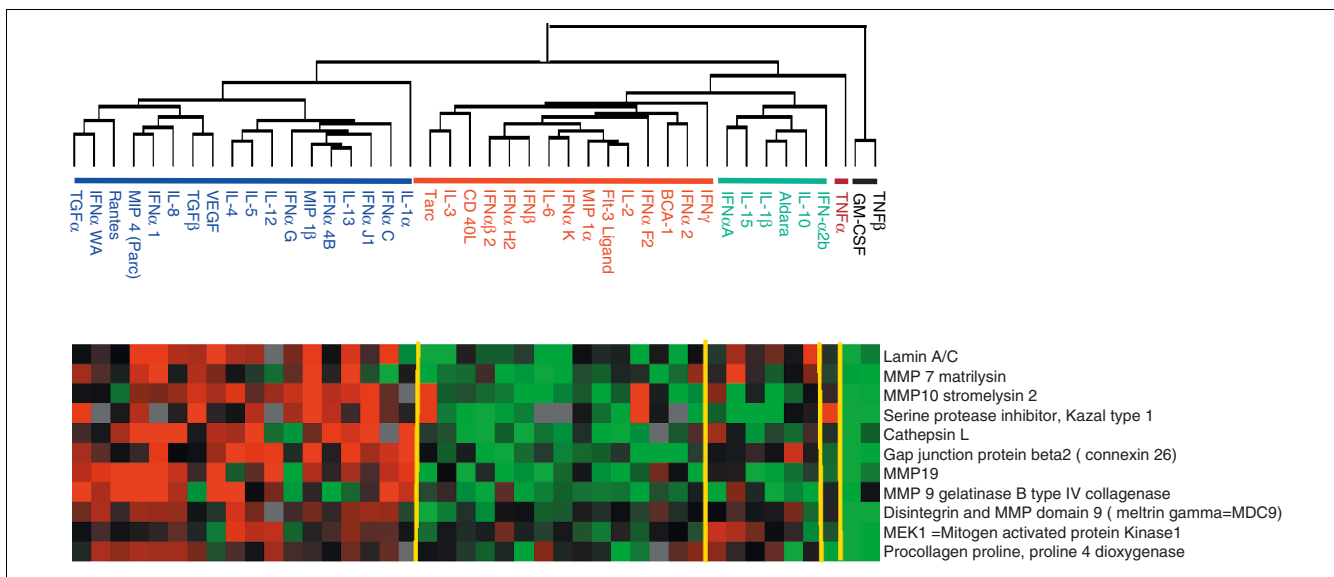 TGFα
IFNα WA
Rantes
MIP 4 (Parc)
IFNα 1
IL-8
TGFβ
VEGF
IL-4
IL-5
IL-12
IFNα G
MIP 1β
IFNα 4B
IL-13
IFNα J1
IFNα C
IL-1α
Tarc
IL-3
CD 40L
IFNαβ 2
IFNα H2
IFNβ
IL-6
IFNα K
MIP 1α
Flt-3 Ligand
IL-2
IFNα F2
BCA-1
IFNα 2
IFNγ
IFNαA
IL-15
IL-1β
Aldara
IL-10
IFN-α2b
TNFα
GM-CSF
TNFβ
Lamin A/C
MMP 7 matrilysin
MMP10 stromelysin 2
Serine protease inhibitor, Kazal type 1
Cathepsin L
Gap junction protein beta2 ( connexin 26)
MMP19
MMP 9 gelatinase B type IV collagenase
Disintegrin and MMP domain 9 ( meltrin gamma=MDC9)
MEK1 =Mitogen activated protein Kinase1
Procollagen proline, proline 4 dioxygenase